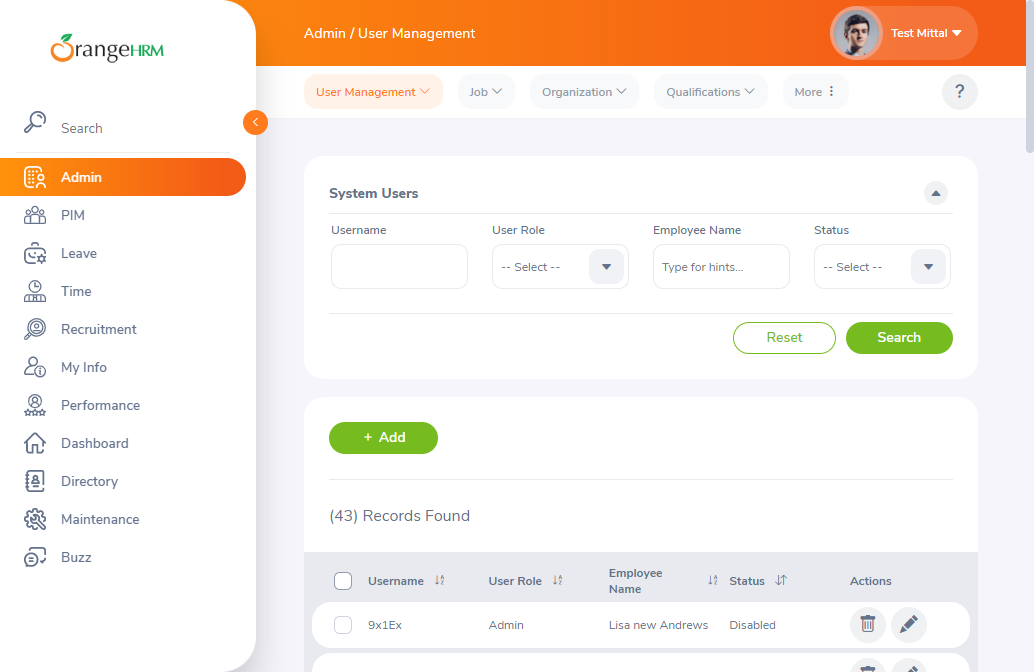 OrangeHRM
Search
Admin
PIM
Leave
Time
Recruitment
My Info
Performance
Dashboard
Directory
Maintenance
Buzz
Admin / User Management
Test Mittal
User Management
Job
Organization
Qualifications
More
?
System Users
Username
User Role
Employee Name
Status
-- Select --
Type for hints...
-- Select --
Reset
Search
+ Add
(43) Records Found
Username
User Role
Employee
Name
Status
Actions
9x1Ex
Admin
Lisa new Andrews
Disabled